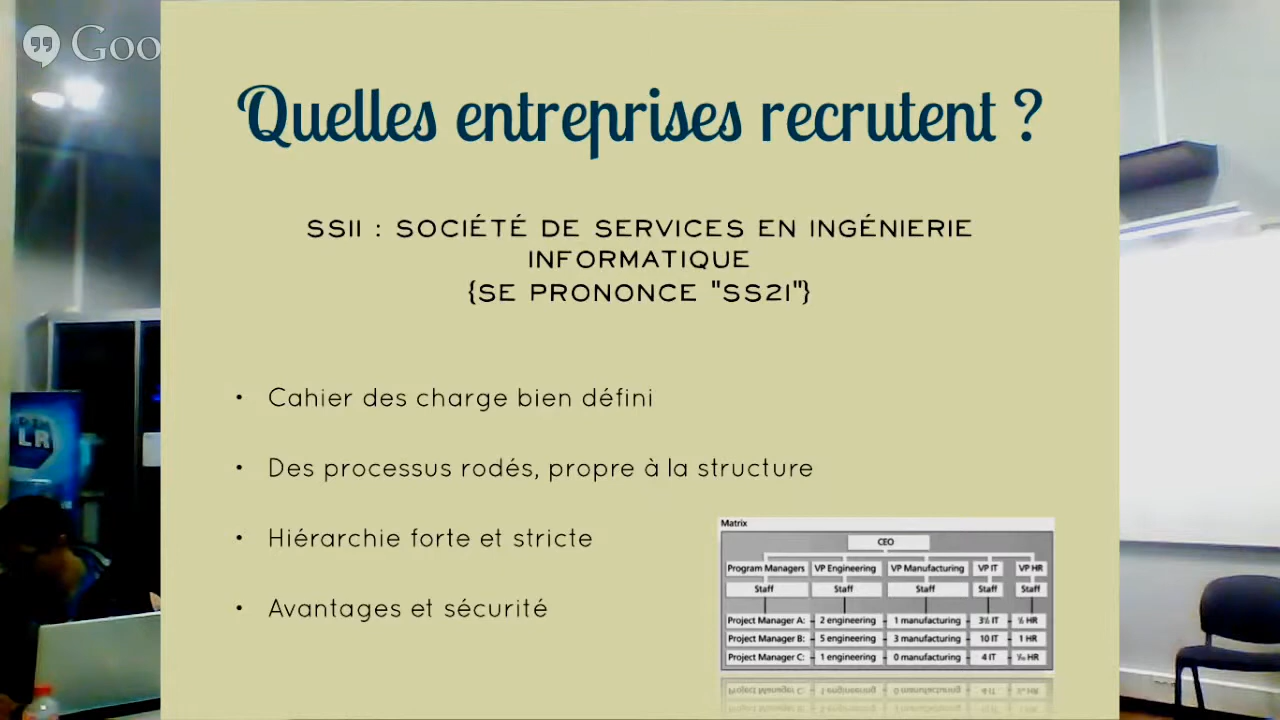 Goo
Quelles entreprises recrutent ?
SSII : SOCIÉTÉ DE SERVICES EN INGÉNIERIE
INFORMATIQUE
{SE PRONONCE "SS2I"}
• Cahier des charge bien défini
• Des processus rodés, propre à la structure
• Hiérarchie forte et stricte
• Avantages et sécurité
LR
Matrix
CEO
Program Managers VP Engineering VP Manufacturing VP IT VP HR
Staff Staff Staff Staff Staff
Project Manager A: 2 engineering 1 manufacturing 3½ IT HR
Project Manager B: 5 engineering 3 manufacturing 10 IT 1 HR
Project Manager C: 1 engineering 0 manufacturing 4 IT HR